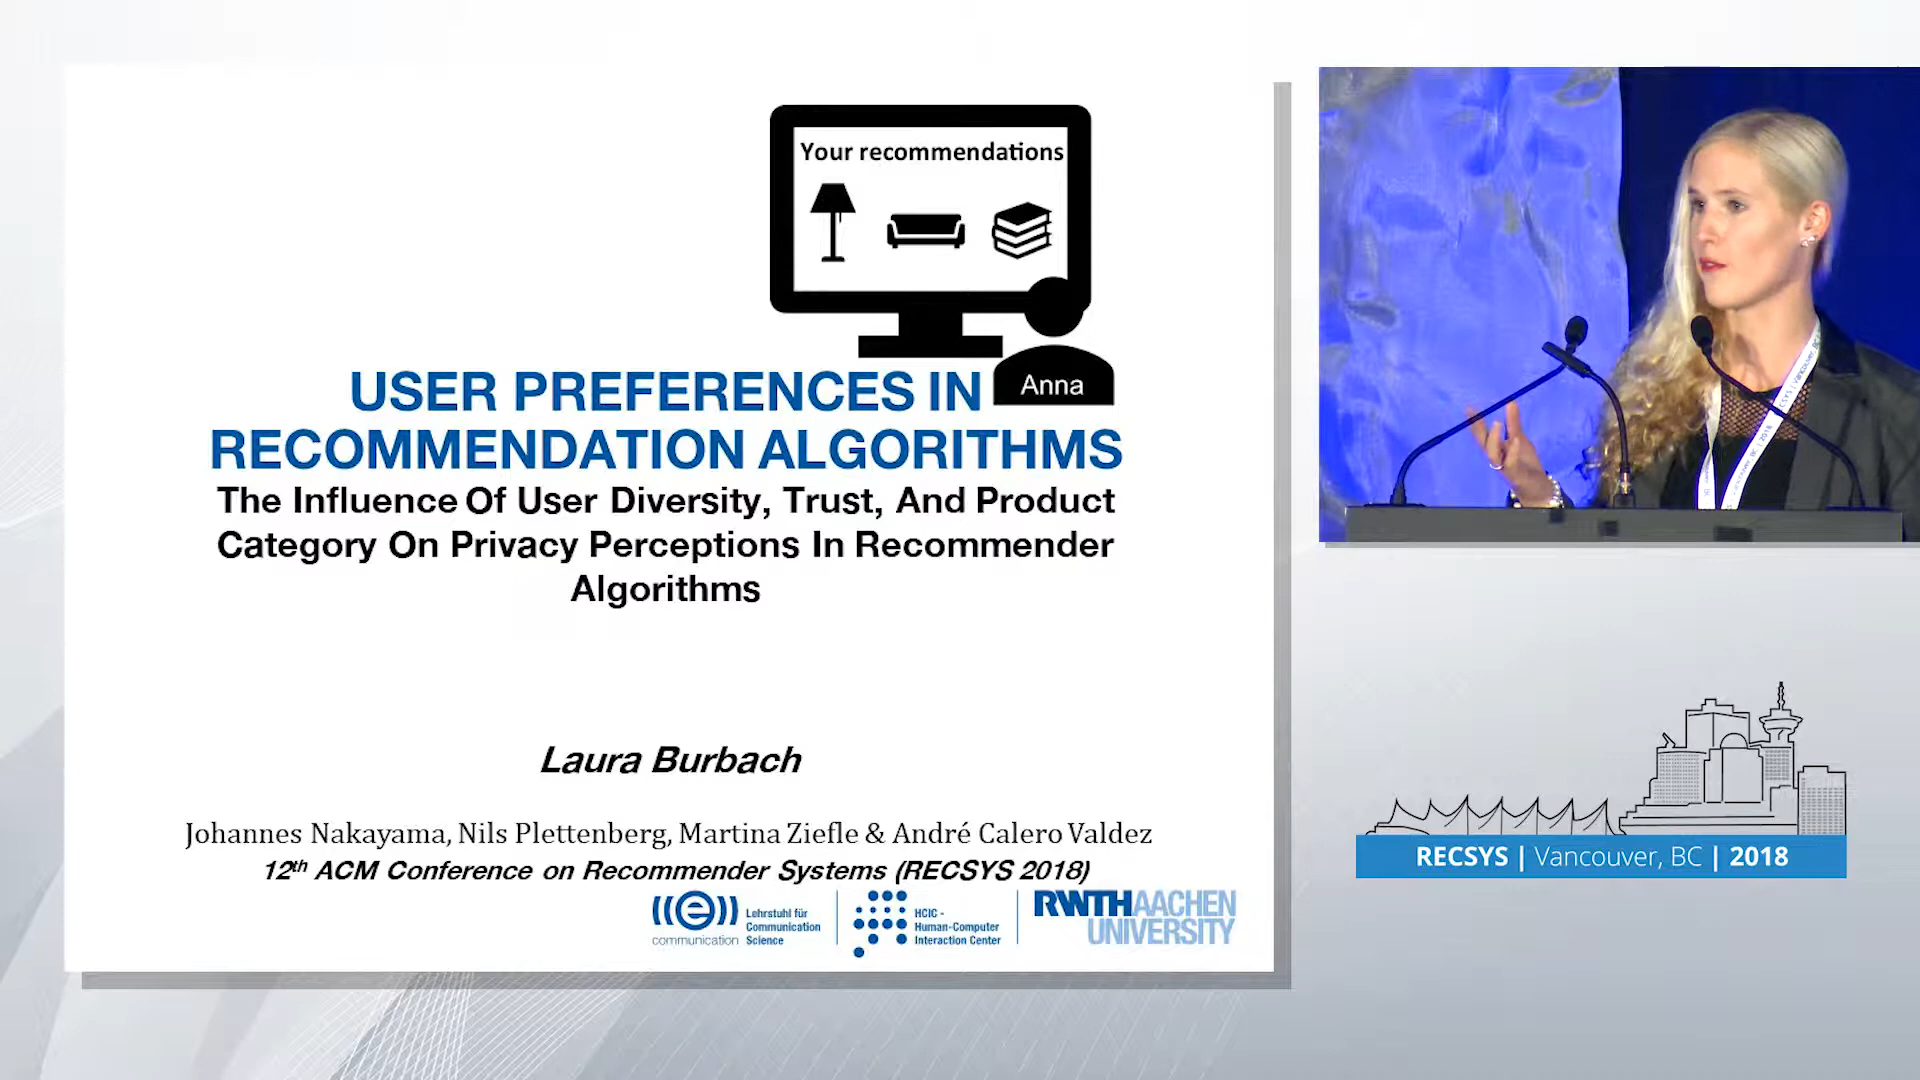 Your recommendations
Anna
USER PREFERENCES IN
RECOMMENDATION ALGORITHMS
The Influence Of User Diversity, Trust, And Product
Category On Privacy Perceptions In Recommender
Algorithms
Laura Burbach
Johannes Nakayama, Nils Plettenberg, Martina Ziefle & André Calero Valdez
12th ACM Conference on Recommender Systems (RECSYS 2018)
((e))
communication
Lehrstuhl für
Communication
Science
HCIC -
Human-Computer
Interaction Center
RWTHAACHEN
UNIVERSITY
RECSYS | Vancouver, BC | 2018